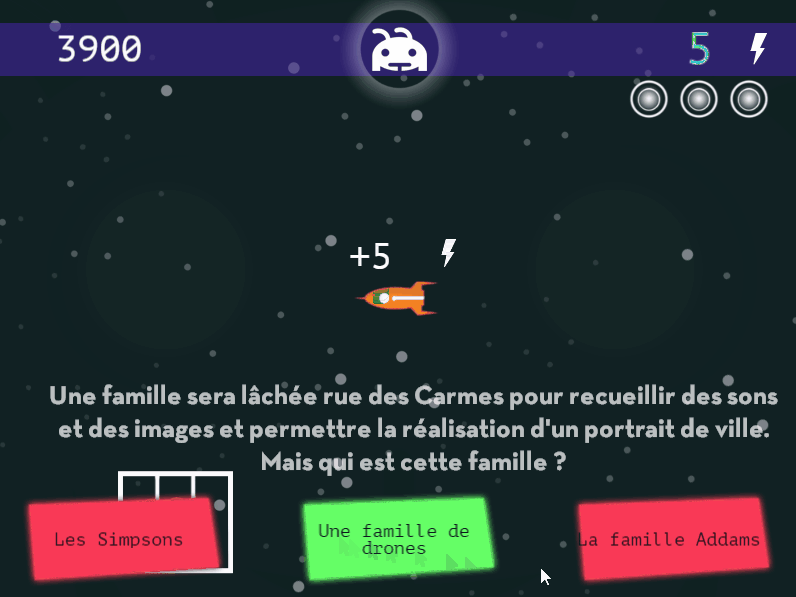 3900
5
+5
Une famille sera lâchée rue des Carmes pour recueillir des sons
et des images et permettre la réalisation d'un portrait de ville.
Mais qui est cette famille ?
Les Simpsons
Une famille de
drones
La famille Addams